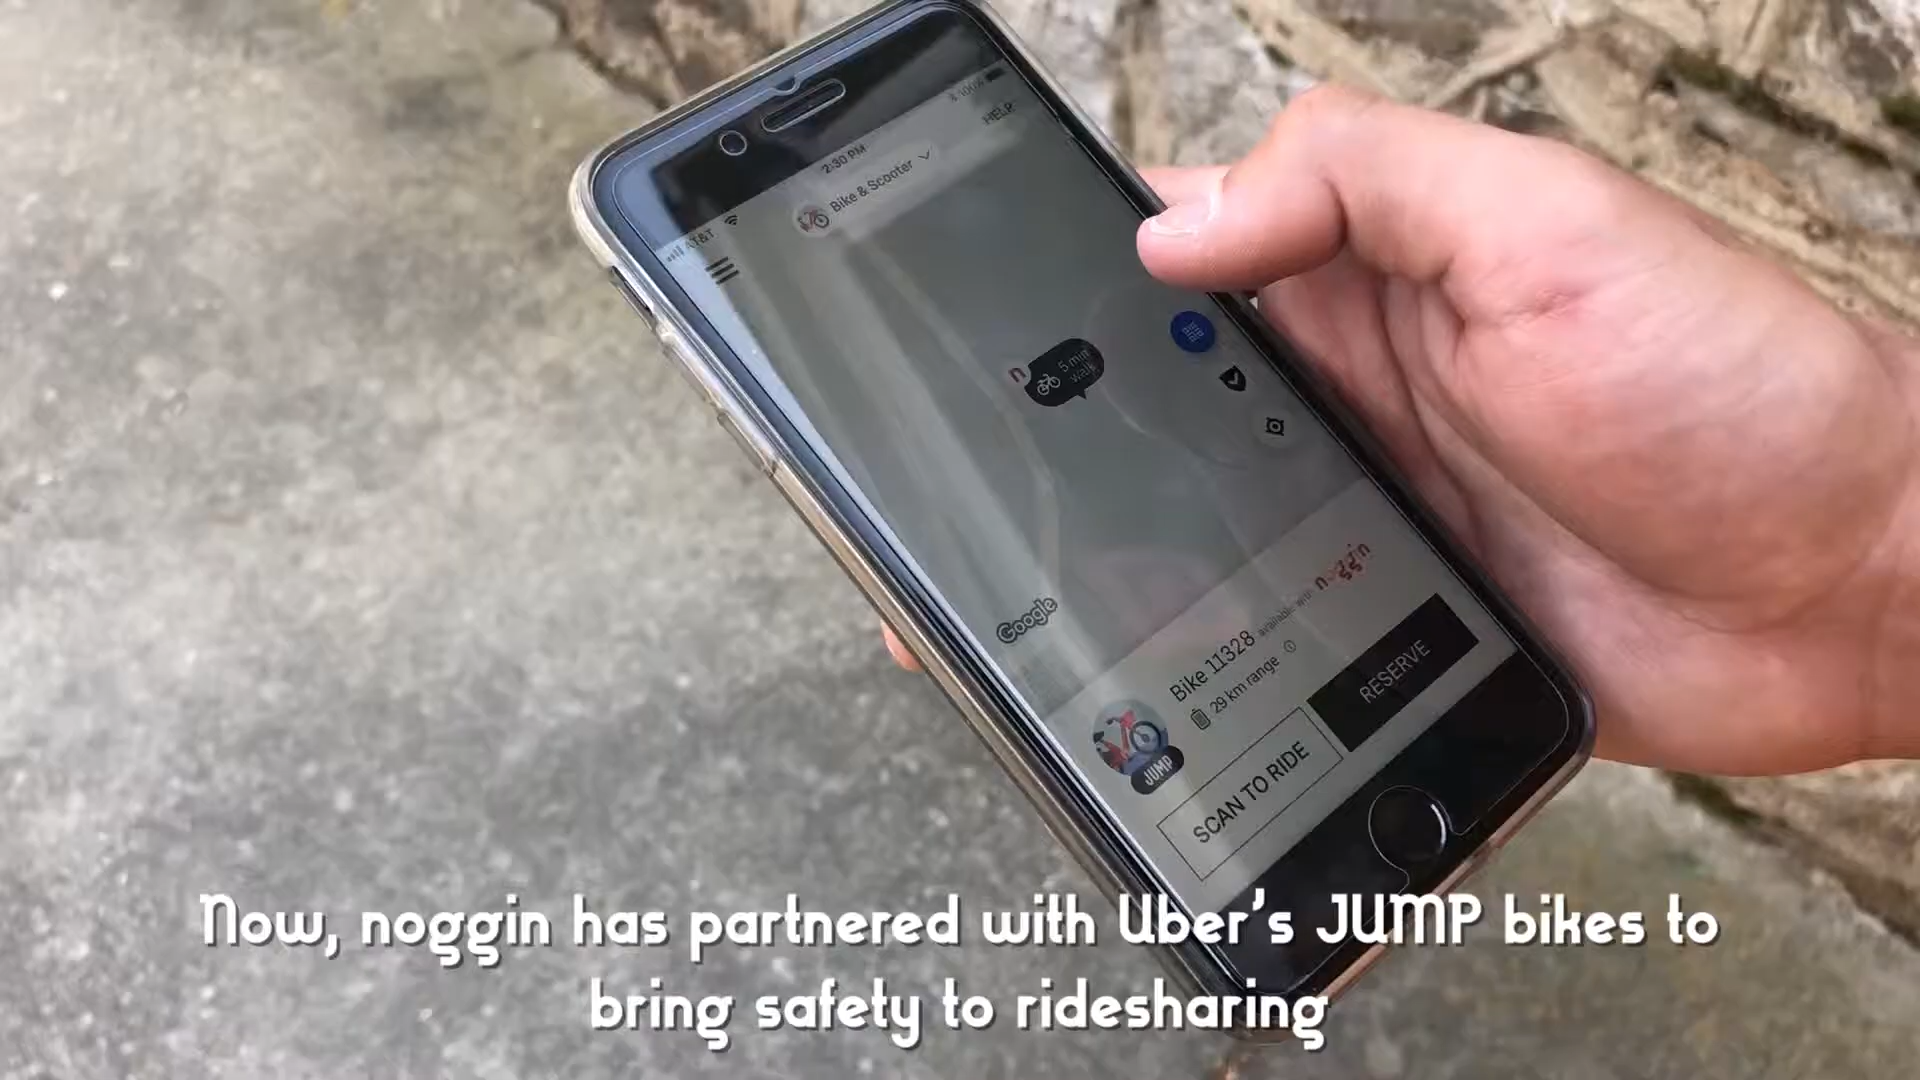 HELP
2:30 PM
AT&T
Bike & Scooter
n
5 min
walk
Google
Bike 11328 available with noggin
29 km range
JUMP
RESERVE
SCAN TO RIDE
Now, noggin has partnered with Uber's JUMP bikes to
bring safety to ridesharing